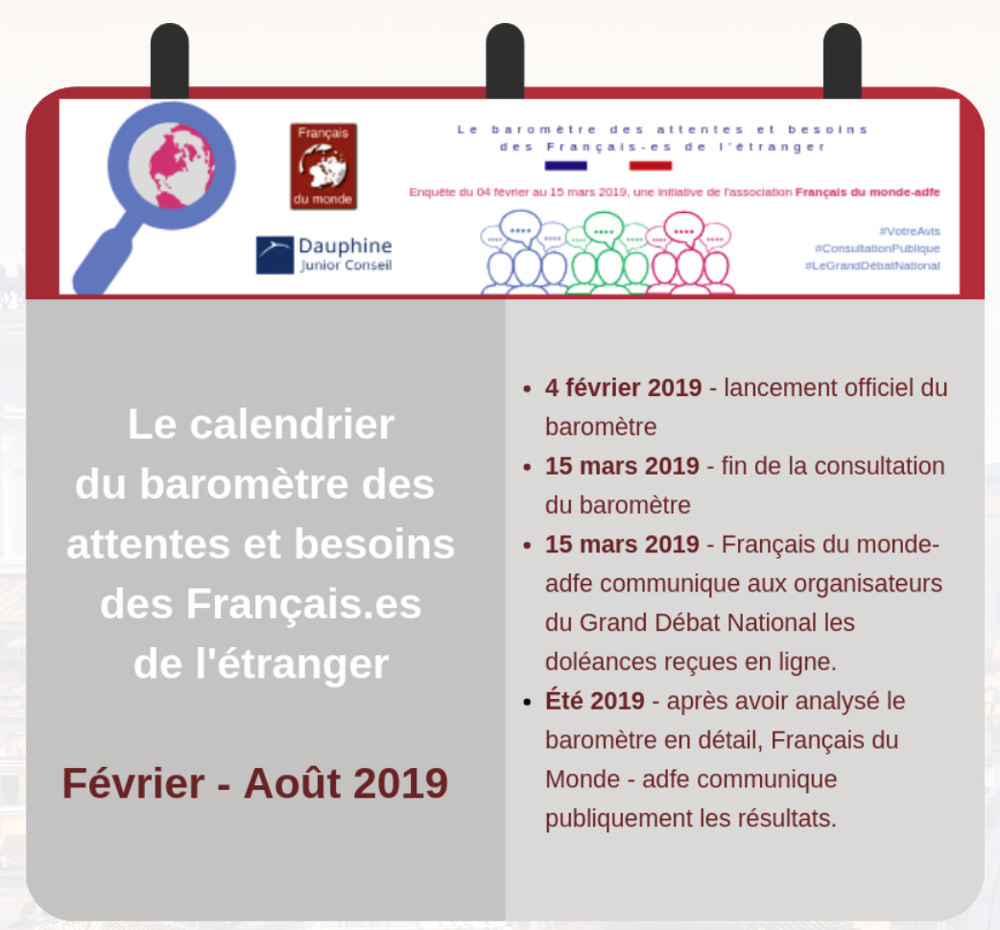 Le baromètre des attentes et besoins
des Français-es de l'étranger
Français
du monde
Enquête du 04 février au 15 mars 2019, une initiative de l'association Français du monde-adfe
Dauphine
Junior Conseil
#VotreAvis
#ConsultationPublique
#LeGrandDébatNational
Le calendrier
du baromètre des
attentes et besoins
des Français.es
de l'étranger
Février - Août 2019
• 4 février 2019 - lancement officiel du
baromètre
• 15 mars 2019 - fin de la consultation
du baromètre
• 15 mars 2019 - Français du monde-
adfe communique aux organisateurs
du Grand Débat National les
doléances reçues en ligne.
• Été 2019 - après avoir analysé le
baromètre en détail, Français du
Monde - adfe communique
publiquement les résultats.